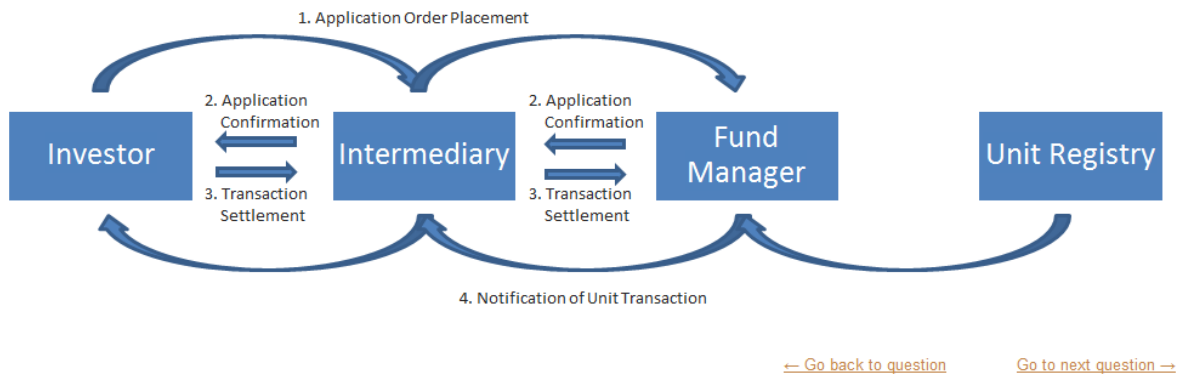 1. Application Order Placement
2. Application
Confirmation
2. Application
Confirmation
Investor
Intermediary
Fund
Manager
Unit Registry
3. Transaction
Settlement
3. Transaction
Settlement
4. Notification of Unit Transaction
← Go back to question
Go to next question →